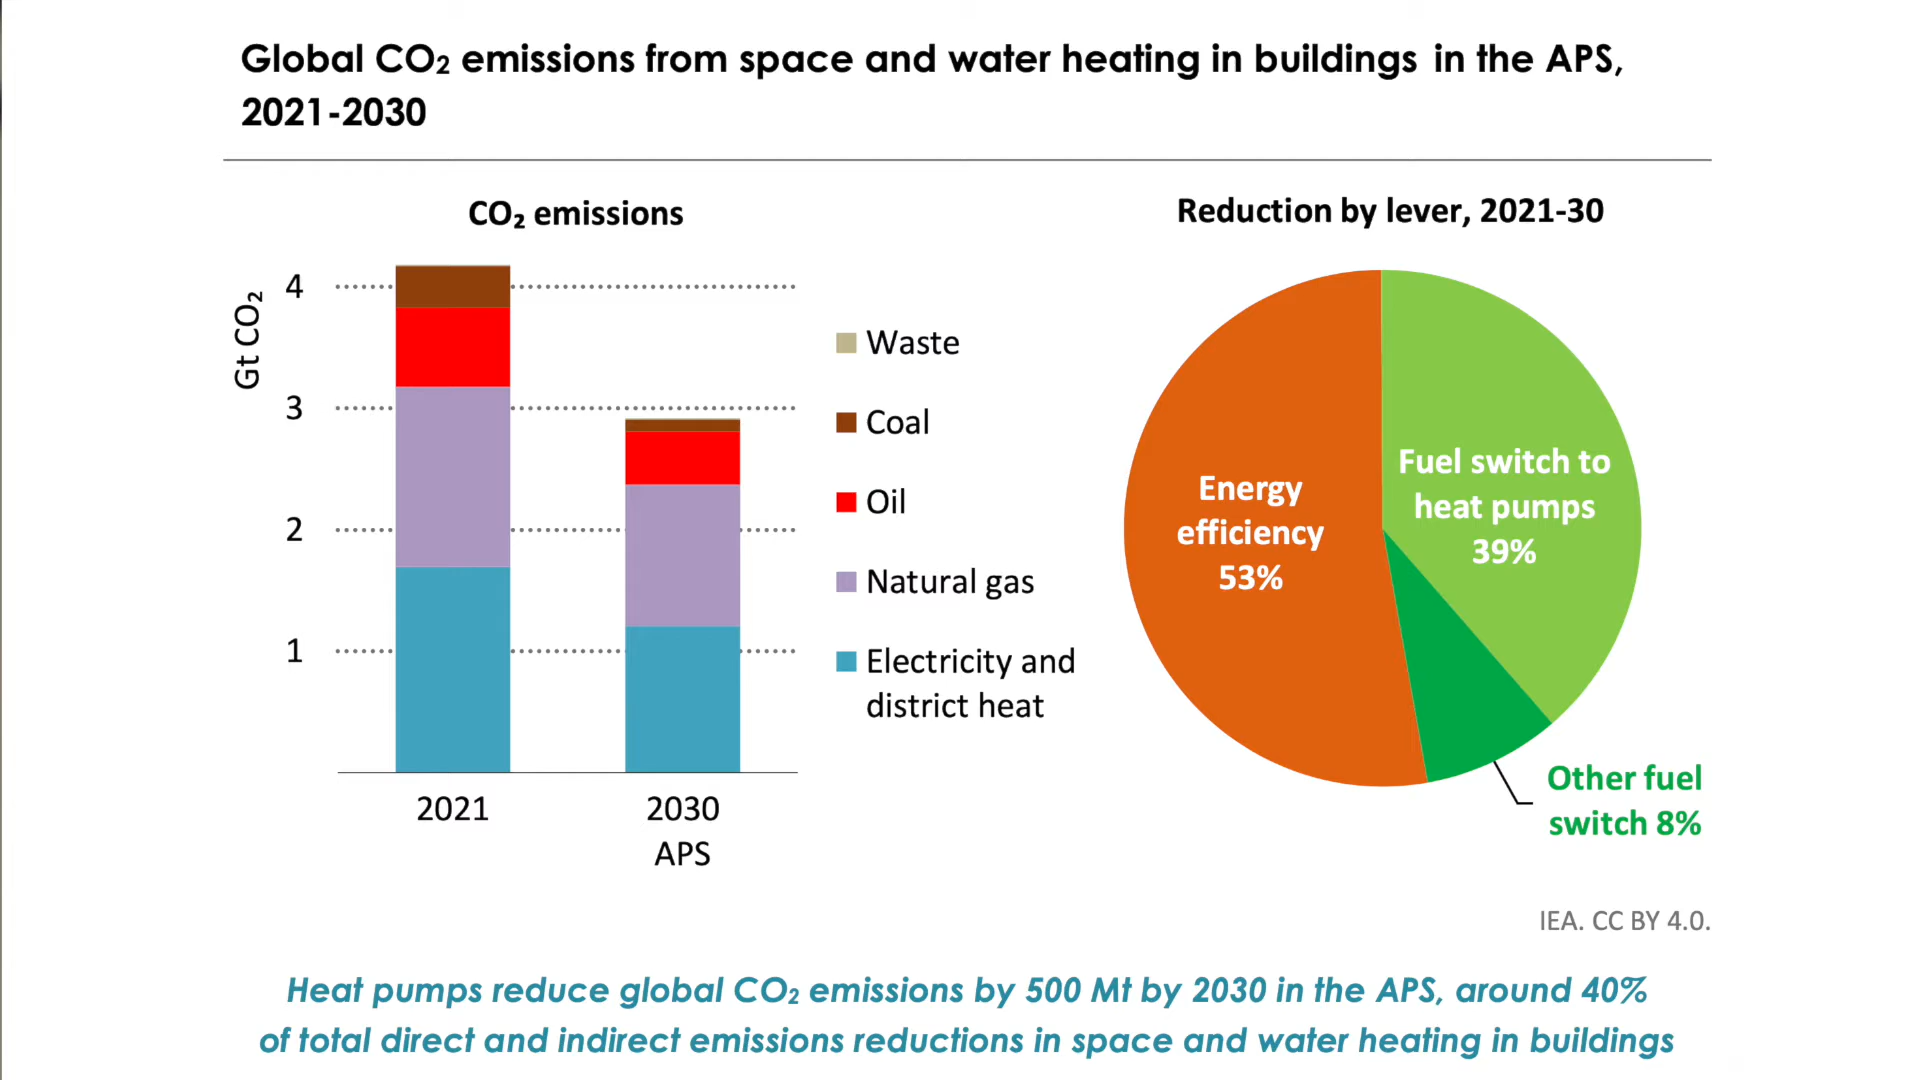 Global CO₂ emissions from space and water heating in buildings in the APS,
2021-2030
CO₂ emissions
Gt CO₂
4
3
2
1
2021
2030
APS
Waste
Coal
Oil
Natural gas
Electricity and
district heat
Reduction by lever, 2021-30
Energy
efficiency
53%
Fuel switch to
heat pumps
39%
Other fuel
switch 8%
IEA. CC BY 4.0.
Heat pumps reduce global CO₂ emissions by 500 Mt by 2030 in the APS, around 40%
of total direct and indirect emissions reductions in space and water heating in buildings